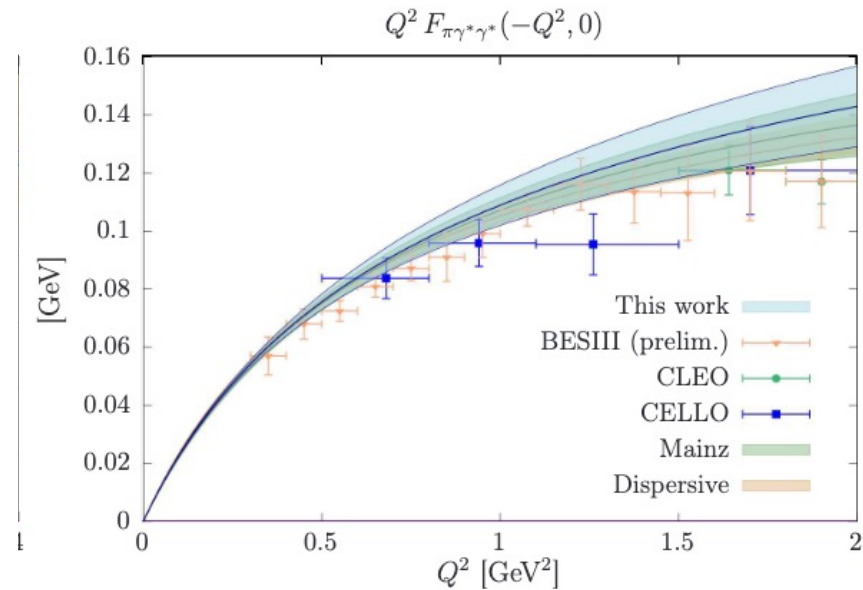 Q² F_{πγ*γ*}(−Q², 0)
0.16
0.14
0.12
0.1
0.08
0.06
0.04
0.02
0
[GeV]
This work
BESIII (prelim.)
CLEO
CELLO
Mainz
Dispersive
4
0 0.5 1 1.5 2
Q² [GeV²]